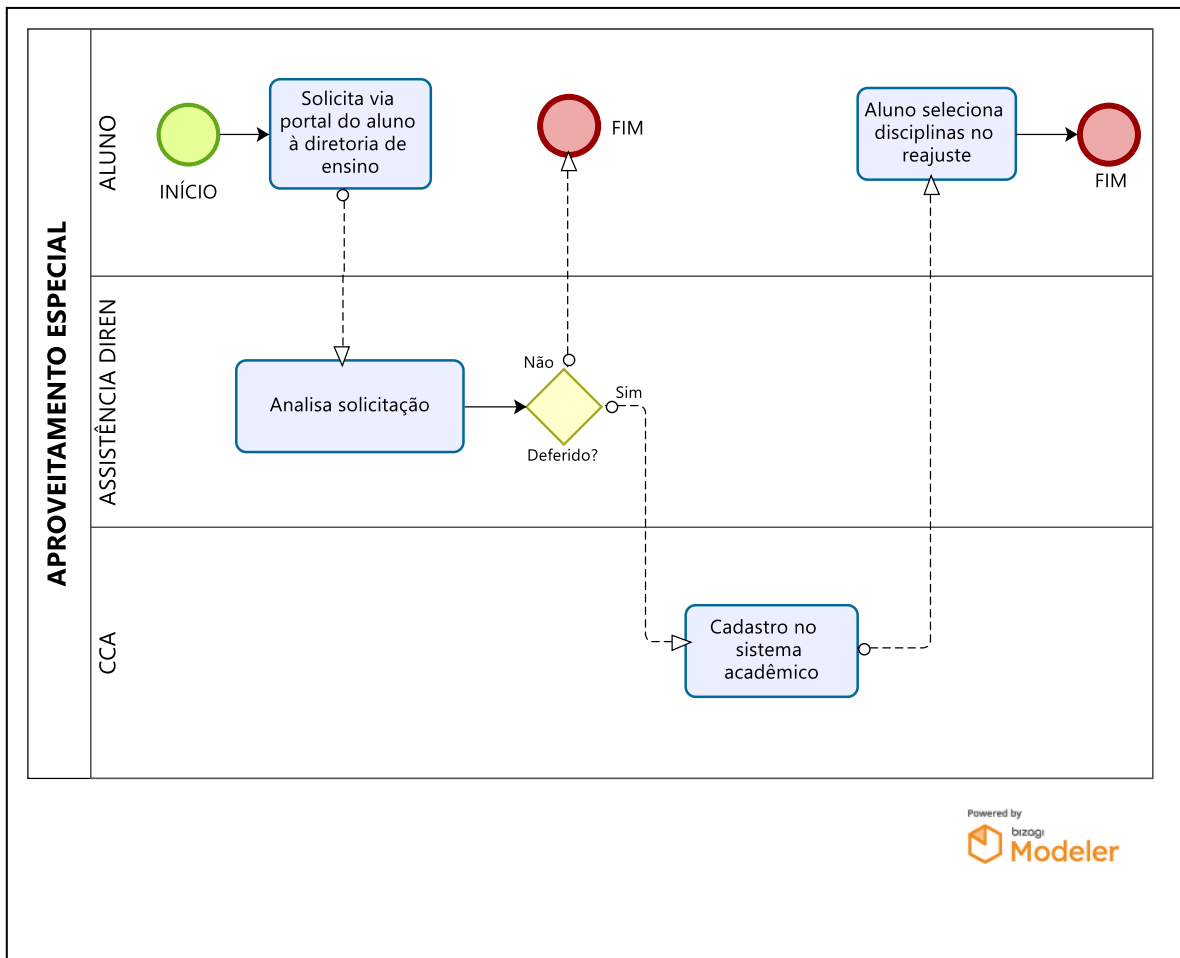 APROVEITAMENTO ESPECIAL
ALUNO
INÍCIO
Solicita via
portal do aluno
à diretoria de
ensino
FIM
Aluno seleciona
disciplinas no
reajuste
FIM
ASSISTÊNCIA DIREN
Analisa solicitação
Não
Sim
Deferido?
CCA
Cadastro no
sistema
acadêmico
Powered by
bizagi
Modeler